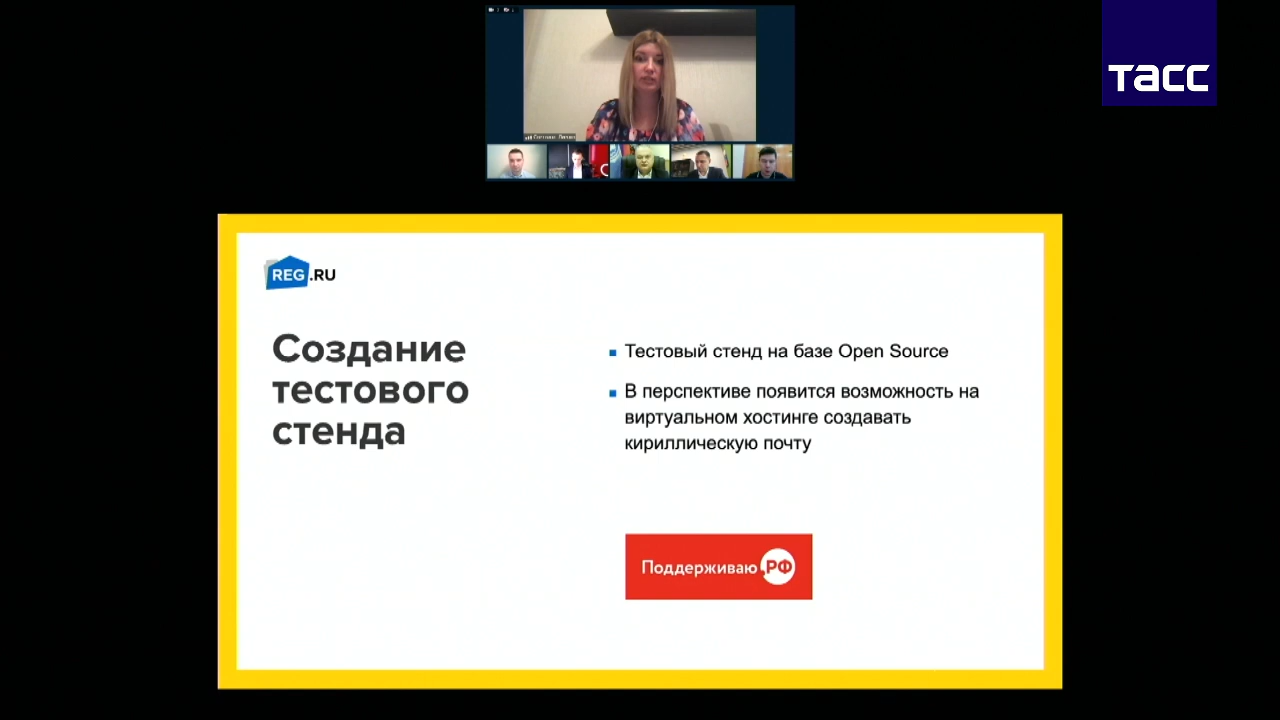 тасс
REG.RU
Создание
тестового
стенда
Тестовый стенд на базе Open Source
В перспективе появится возможность на
виртуальном хостинге создавать
кириллическую почту
Поддерживаю.РФ